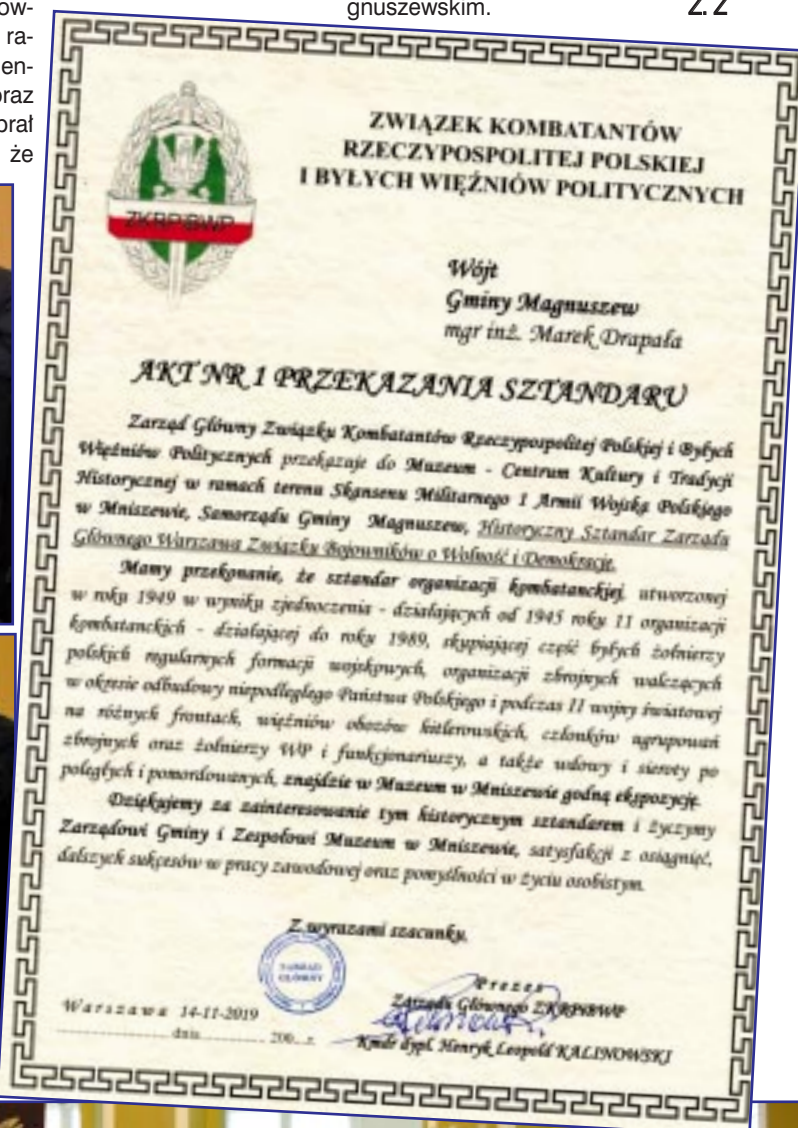 ow-
ra-
en-
oraz
brał
że
gnuszewskim.
Z. Z
ZKRPiBWP
ZWIĄZEK KOMBATANTÓW
RZECZYPOSPOLITEJ POLSKIEJ
I BYŁYCH WIĘŹNIÓW POLITYCZNYCH
Wójt
Gminy Magnuszew
mgr inż. Marek Drapała
AKT NR 1 PRZEKAZANIA SZTANDARU
Zarząd Główny Związku Kombatantów Rzeczypospolitej Polskiej i Byłych
Więźniów Politycznych przekazuje do Muzeum - Centrum Kultury i Tradycji
Historycznej w ramach terenu Skansenu Militarnego 1 Armii Wojska Polskiego
w Mniszewie, Samorządu Gminy Magnuszew, Historyczny Sztandar Zarządu
Głównego Warszawa Związku Bojowników o Wolność i Demokrację.
Mamy przekonanie, że sztandar organizacji kombatanckiej, utworzonej
w roku 1949 w wyniku zjednoczenia - działających od 1945 roku 11 organizacji
kombatanckich - działającej do roku 1989, skupiającej część byłych żołnierzy
polskich regularnych formacji wojskowych, organizacji zbrojnych walczących
w okresie odbudowy niepodległego Państwa Polskiego i podczas II wojny światowej
na różnych frontach, więźniów obozów hitlerowskich, członków ugrupowań
zbrojnych oraz żołnierzy WP i funkcjonariuszy, a także wdowy i sieroty po
poległych i pomordowanych, znajdzie w Muzeum w Mniszewie godną ekspozycję.
Dziękujemy za zainteresowanie tym historycznym sztandarem i życzymy
Zarządowi Gminy i Zespołowi Muzeum w Mniszewie, satysfakcji z osiągnięć,
dalszych sukcesów w pracy zawodowej oraz pomyślności w życiu osobistym.
Z wyrazami szacunku,
ZARZĄD
GŁÓWNY
Prezes
Zarządu Głównego ZKRPiBWP
Warszawa 14-11-2019
dnia 200 r.
Kmdr dypl. Henryk Leopold KALINOWSKI